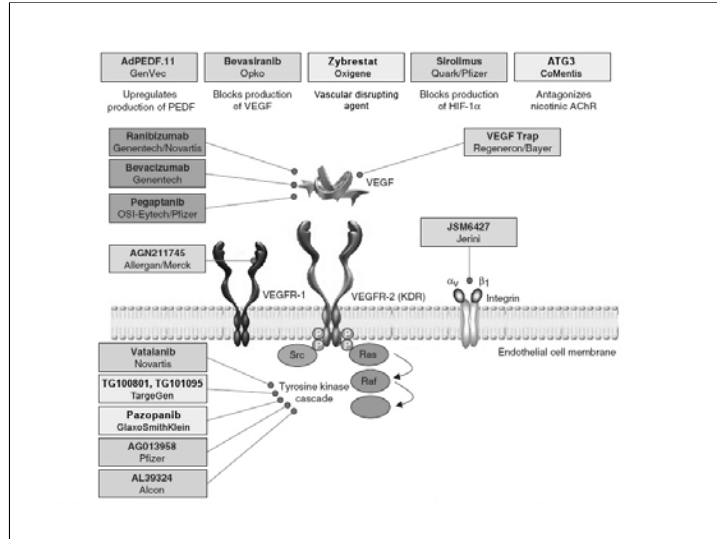 AdPEDF.11
GenVec
Bevasiranib
Opko
Zybrestat
Oxigene
Sirolimus
Quark/Pfizer
ATG3
CoMentis
Upregulates
production of PEDF
Blocks production
of VEGF
Vascular disrupting
agent
Blocks production
of HIF-1α
Antagonizes
nicotinic AChR
Ranibizumab
Genentech/Novartis
VEGF Trap
Regeneron/Bayer
Bevacizumab
Genentech
VEGF
Pegaptanib
OSI-Eytech/Pfizer
JSM6427
Jerini
AGN211745
Allergan/Merck
αv β1
VEGFR-1
VEGFR-2 (KDR)
Integrin
Endothelial cell membrane
Src
Ras
Vatalanib
Novartis
Raf
TG100801, TG101095
TargeGen
Tyrosine kinase
cascade
Pazopanib
GlaxoSmithKlein
AG013958
Pfizer
AL39324
Alcon